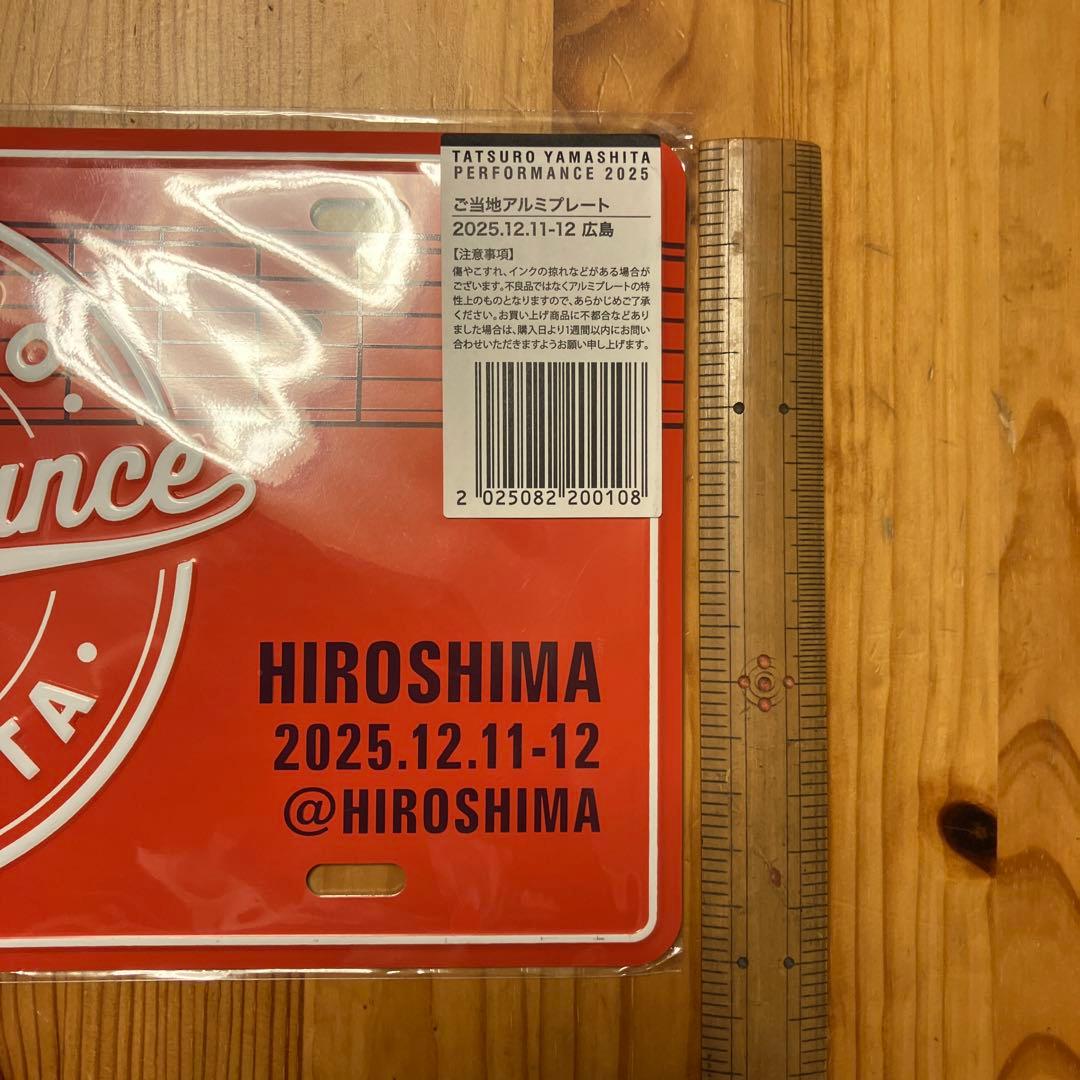 TATSURO YAMASHITA
PERFORMANCE 2025
ご当地アルミプレート
2025.12.11-12 広島
【注意事項】
傷やこすれ、インクの掠れなどがある場合が
ございます。不良品ではなくアルミプレートの特
性上のものとなりますので、あらかじめご了承
ください。お買い上げ商品に不都合などあり
ました場合は、購入日より1週間以内にお問い
合わせいただきますようお願い申し上げます。
2 025082 200108
ance
TA
HIROSHIMA
2025.12.11-12
@HIROSHIMA